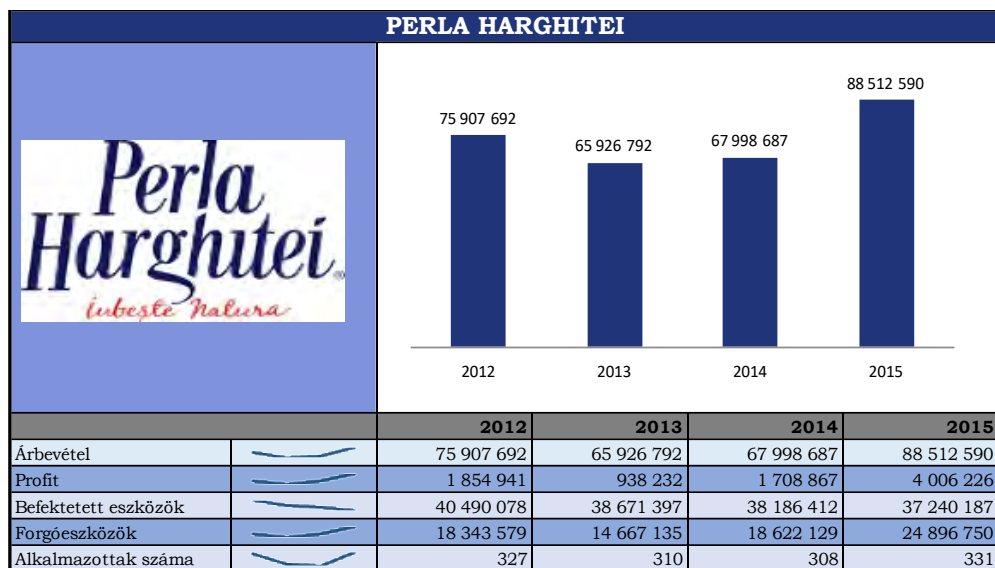 PERLA HARGHITEI
Perla
Harghitei®
iubește Natura
75 907 692
65 926 792
67 998 687
88 512 590
2012 2013 2014 2015
2012 2013 2014 2015
Árbevétel 75 907 692 65 926 792 67 998 687 88 512 590
Profit 1 854 941 938 232 1 708 867 4 006 226
Befektetett eszközök 40 490 078 38 671 397 38 186 412 37 240 187
Forgóeszközök 18 343 579 14 667 135 18 622 129 24 896 750
Alkalmazottak száma 327 310 308 331